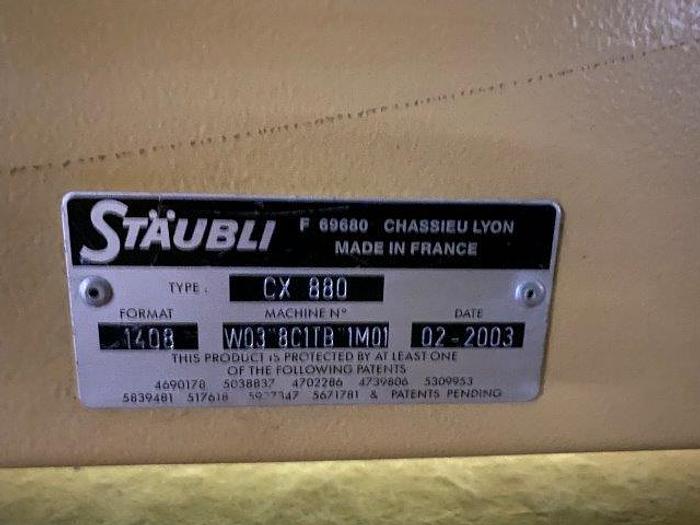 STÄUBLI F 69680 CHASSIEU LYON
MADE IN FRANCE
TYPE . CX 880
FORMAT MACHINE Nº DATE
1408 W03"8C1TB"1M01 02-2003
THIS PRODUCT IS PROTECTED BY AT LEAST ONE
OF THE FOLLOWING PATENTS
4690178 5038837 4702286 4739806 5309953
5839481 5671781 & PATENTS PENDING